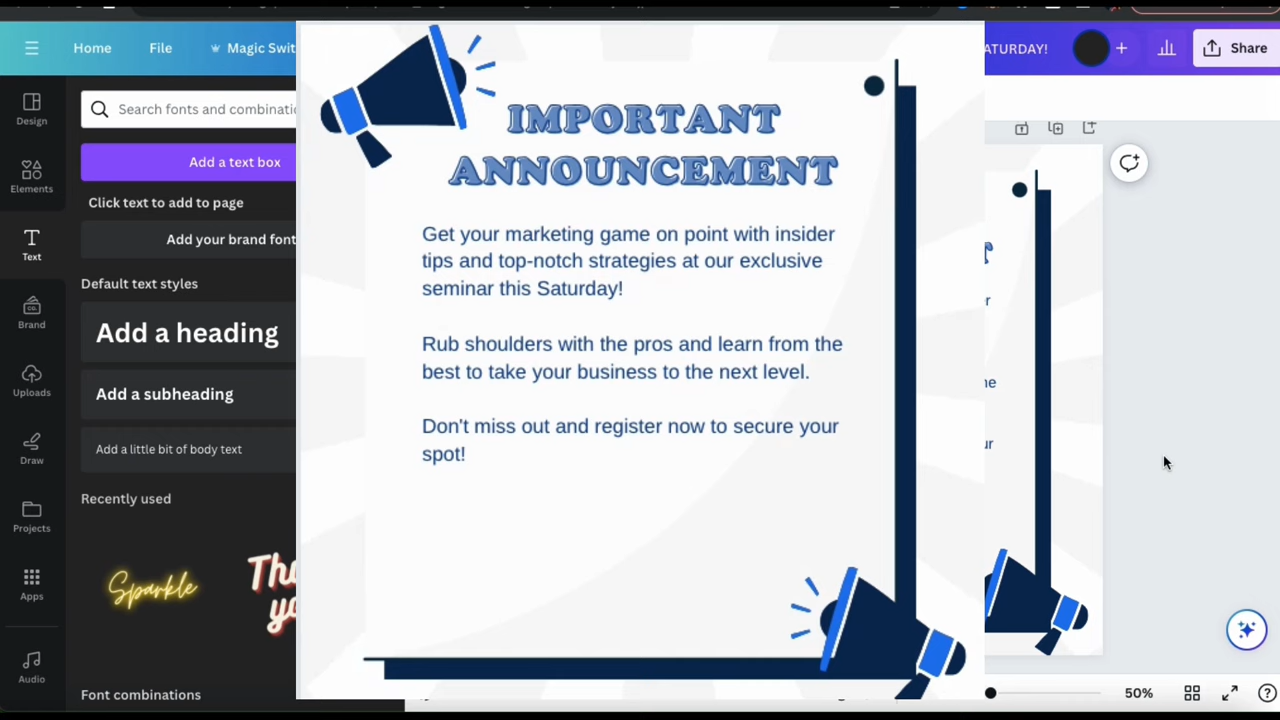 Home
File
Magic Swit
ATURDAY!
Share
Design
Elements
Text
Brand
Uploads
Draw
Projects
Apps
Audio
Search fonts and combinati
Add a text box
Click text to add to page
Add your brand font
Default text styles
Add a heading
Add a subheading
Add a little bit of body text
Recently used
Sparkle
Tha
yo
Font combinations
IMPORTANT
ANNOUNCEMENT
Get your marketing game on point with insider
tips and top-notch strategies at our exclusive
seminar this Saturday!
Rub shoulders with the pros and learn from the
best to take your business to the next level.
Don't miss out and register now to secure your
spot!
T
er
he
ur
50%